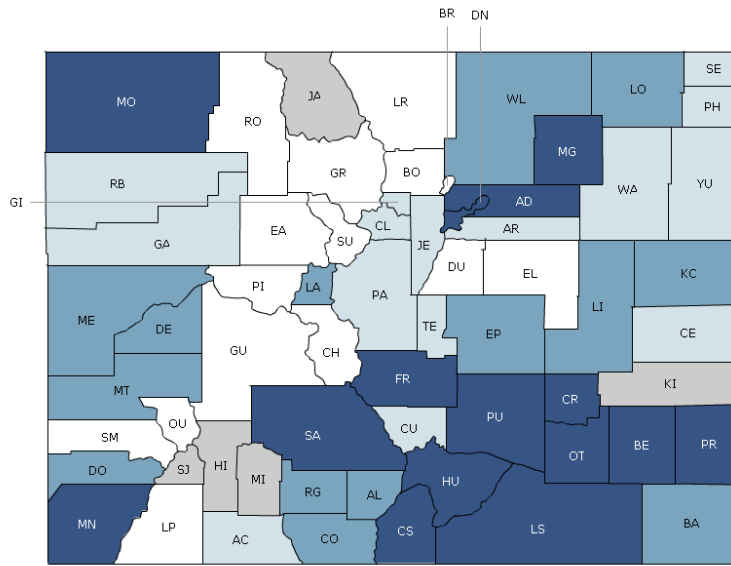 BR DN
SE
MO JA LR WL LO
PH
RO
MG
GR BO WA YU
RB
GI AD
CL AR
EA SU JE
GA
PI LA DU EL KC
PA LI
ME TE
DE EP CE
GU CH
FR KI
MT CR
OU CU PU
SM SA
OT BE PR
DO SJ HI MI HU
RG AL
MN LP AC CO CS LS BA